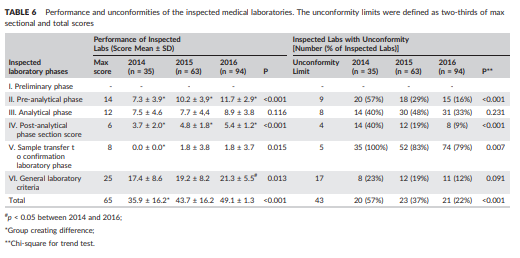 TABLE 6 Performance and unconformities of the inspected medical laboratories. The unconformity limits were defined as two-thirds of max
sectional and total scores
Performance of Inspected Labs (Score Mean ± SD) Inspected Labs with Unconformity [Number (% of Inspected Labs)]
Inspected laboratory phases Max score 2014 (n = 35) 2015 (n = 63) 2016 (n = 94) P Unconformity Limit 2014 (n = 35) 2015 (n = 63) 2016 (n = 94) P**
I. Preliminary phase - - - - - - - -
II. Pre-analytical phase 14 7.3 ± 3.9* 10.2 ± 3,9* 11.7 ± 2.9* <0.001 9 20 (57%) 18 (29%) 15 (16%) <0.001
III. Analytical phase 12 7.5 ± 4.6 7.7 ± 4.4 8.9 ± 3.8 0.116 8 14 (40%) 30 (48%) 31 (33%) 0.231
IV. Post-analytical phase section score 6 3.7 ± 2.0* 4.8 ± 1.8* 5.4 ± 1.2* <0.001 4 14 (40%) 12 (19%) 8 (9%) <0.001
V. Sample transfer t o confirmation laboratory phase 8 0.0 ± 0.0* 1.8 ± 3.8 1.8 ± 3.7 0.015 5 35 (100%) 52 (83%) 74 (79%) 0.007
VI. General laboratory criteria 25 17.4 ± 8.6 19.2 ± 8.2 21.3 ± 5.5# 0.013 17 8 (23%) 12 (19%) 11 (12%) 0.091
Total 65 35.9 ± 16.2* 43.7 ± 16.2 49.1 ± 1.3 <0.001 43 20 (57%) 23 (37%) 21 (22%) <0.001
#p < 0.05 between 2014 and 2016;
*Group creating difference;
**Chi-square for trend test.